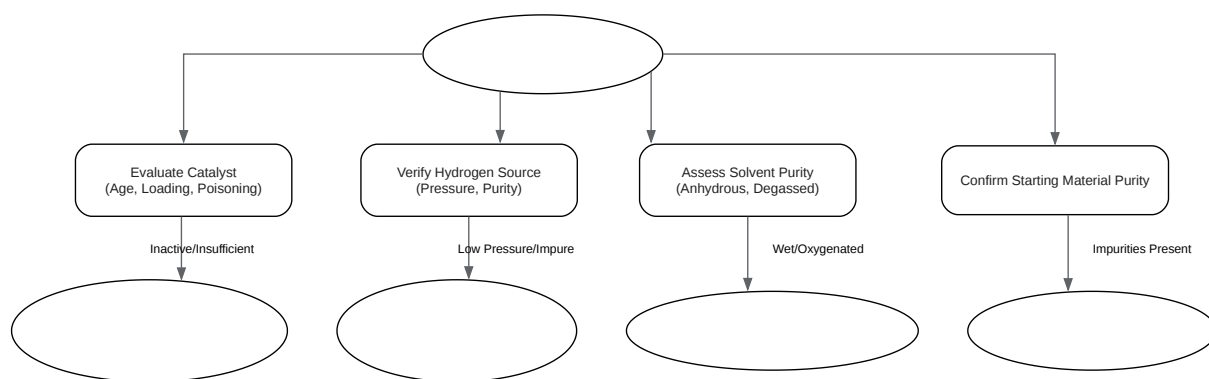 Evaluate Catalyst
(Age, Loading, Poisoning)
Verify Hydrogen Source
(Pressure, Purity)
Assess Solvent Purity
(Anhydrous, Degassed)
Confirm Starting Material Purity
Inactive/Insufficient
Low Pressure/Impure
Wet/Oxygenated
Impurities Present